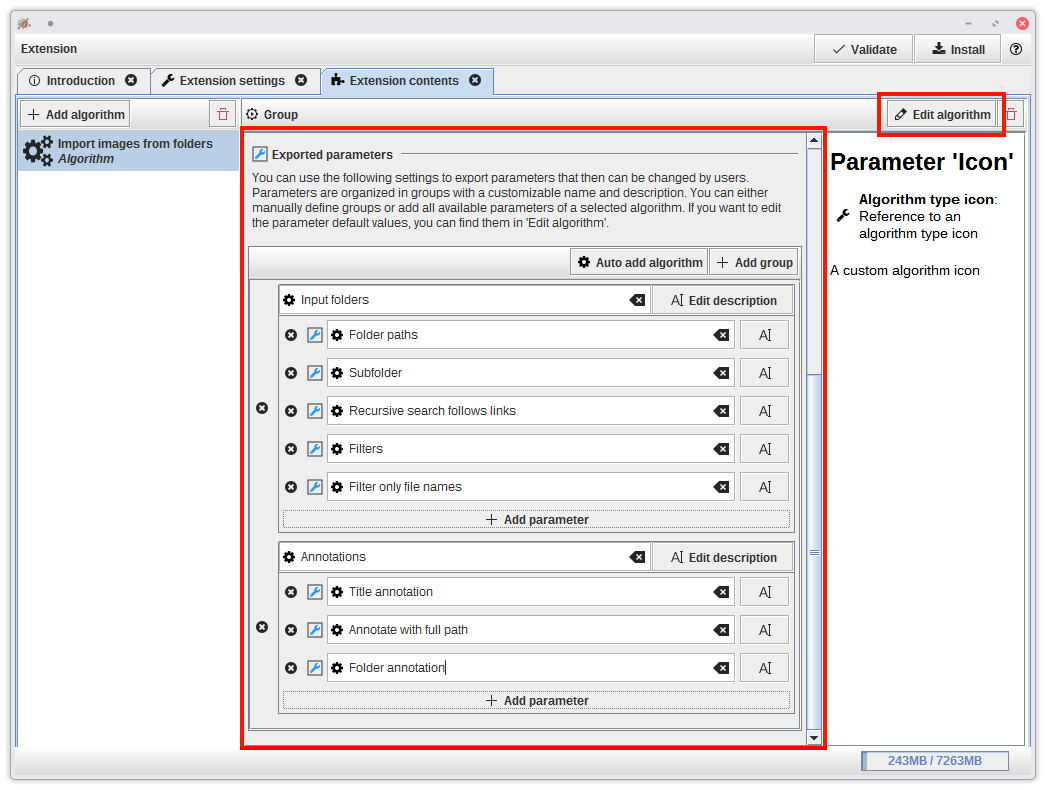 Extension
Validate
Install
Introduction
Extension settings
Extension contents
Add algorithm
Group
Edit algorithm
Import images from folders
Algorithm
Exported parameters
You can use the following settings to export parameters that then can be changed by users.
Parameters are organized in groups with a customizable name and description. You can either
manually define groups or add all available parameters of a selected algorithm. If you want to edit
the parameter default values, you can find them in 'Edit algorithm'.
Auto add algorithm
Add group
Input folders
Edit description
Folder paths
Subfolder
Recursive search follows links
Filters
Filter only file names
Add parameter
Annotations
Edit description
Title annotation
Annotate with full path
Folder annotation
Add parameter
Parameter 'Icon'
Algorithm type icon:
Reference to an
algorithm type icon
A custom algorithm icon
243MB / 7263MB